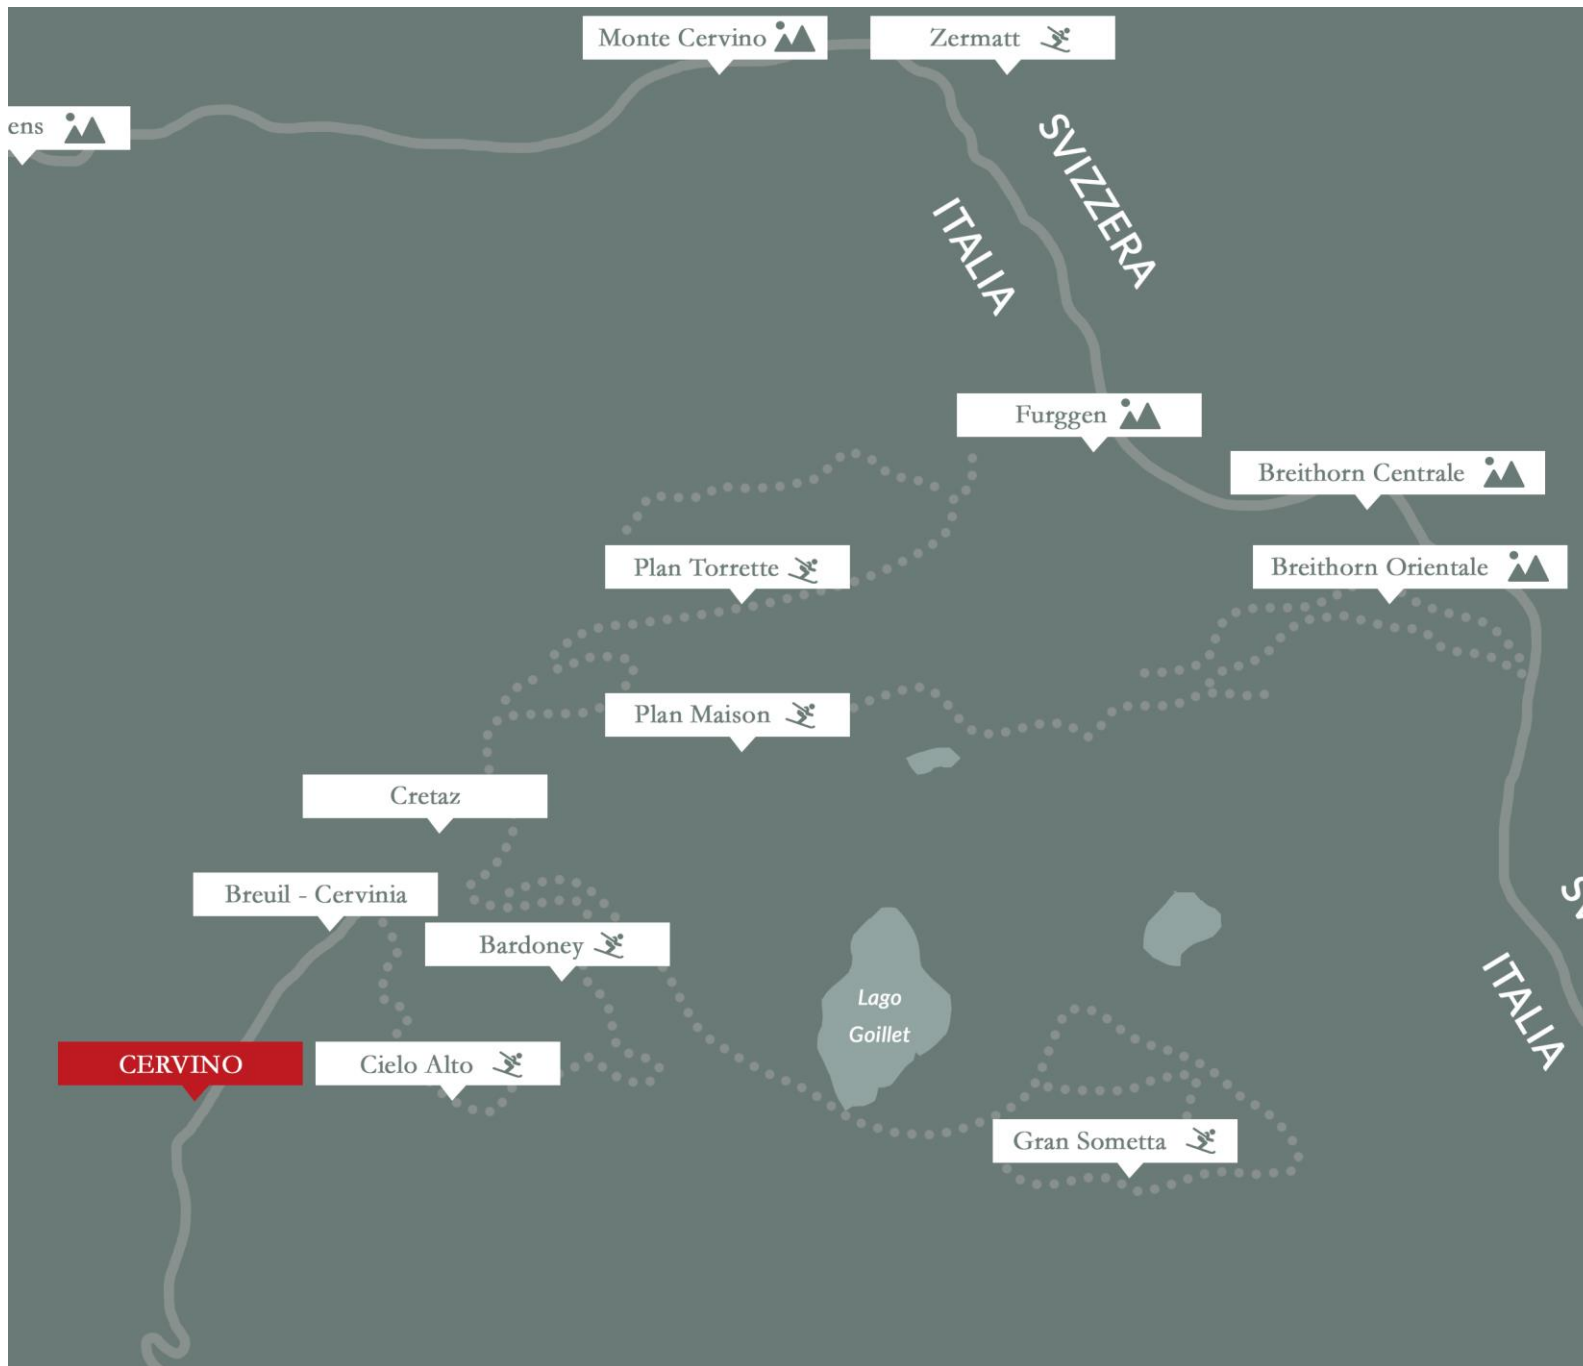 Monte Cervino
Zermatt
ens
SVIZZERA
ITALIA
Furggen
Breithorn Centrale
Plan Torrette
Breithorn Orientale
Plan Maison
Cretaz
Breuil - Cervinia
Bardoney
Lago
Goillet
ITALIA
CERVINO
Cielo Alto
Gran Sometta